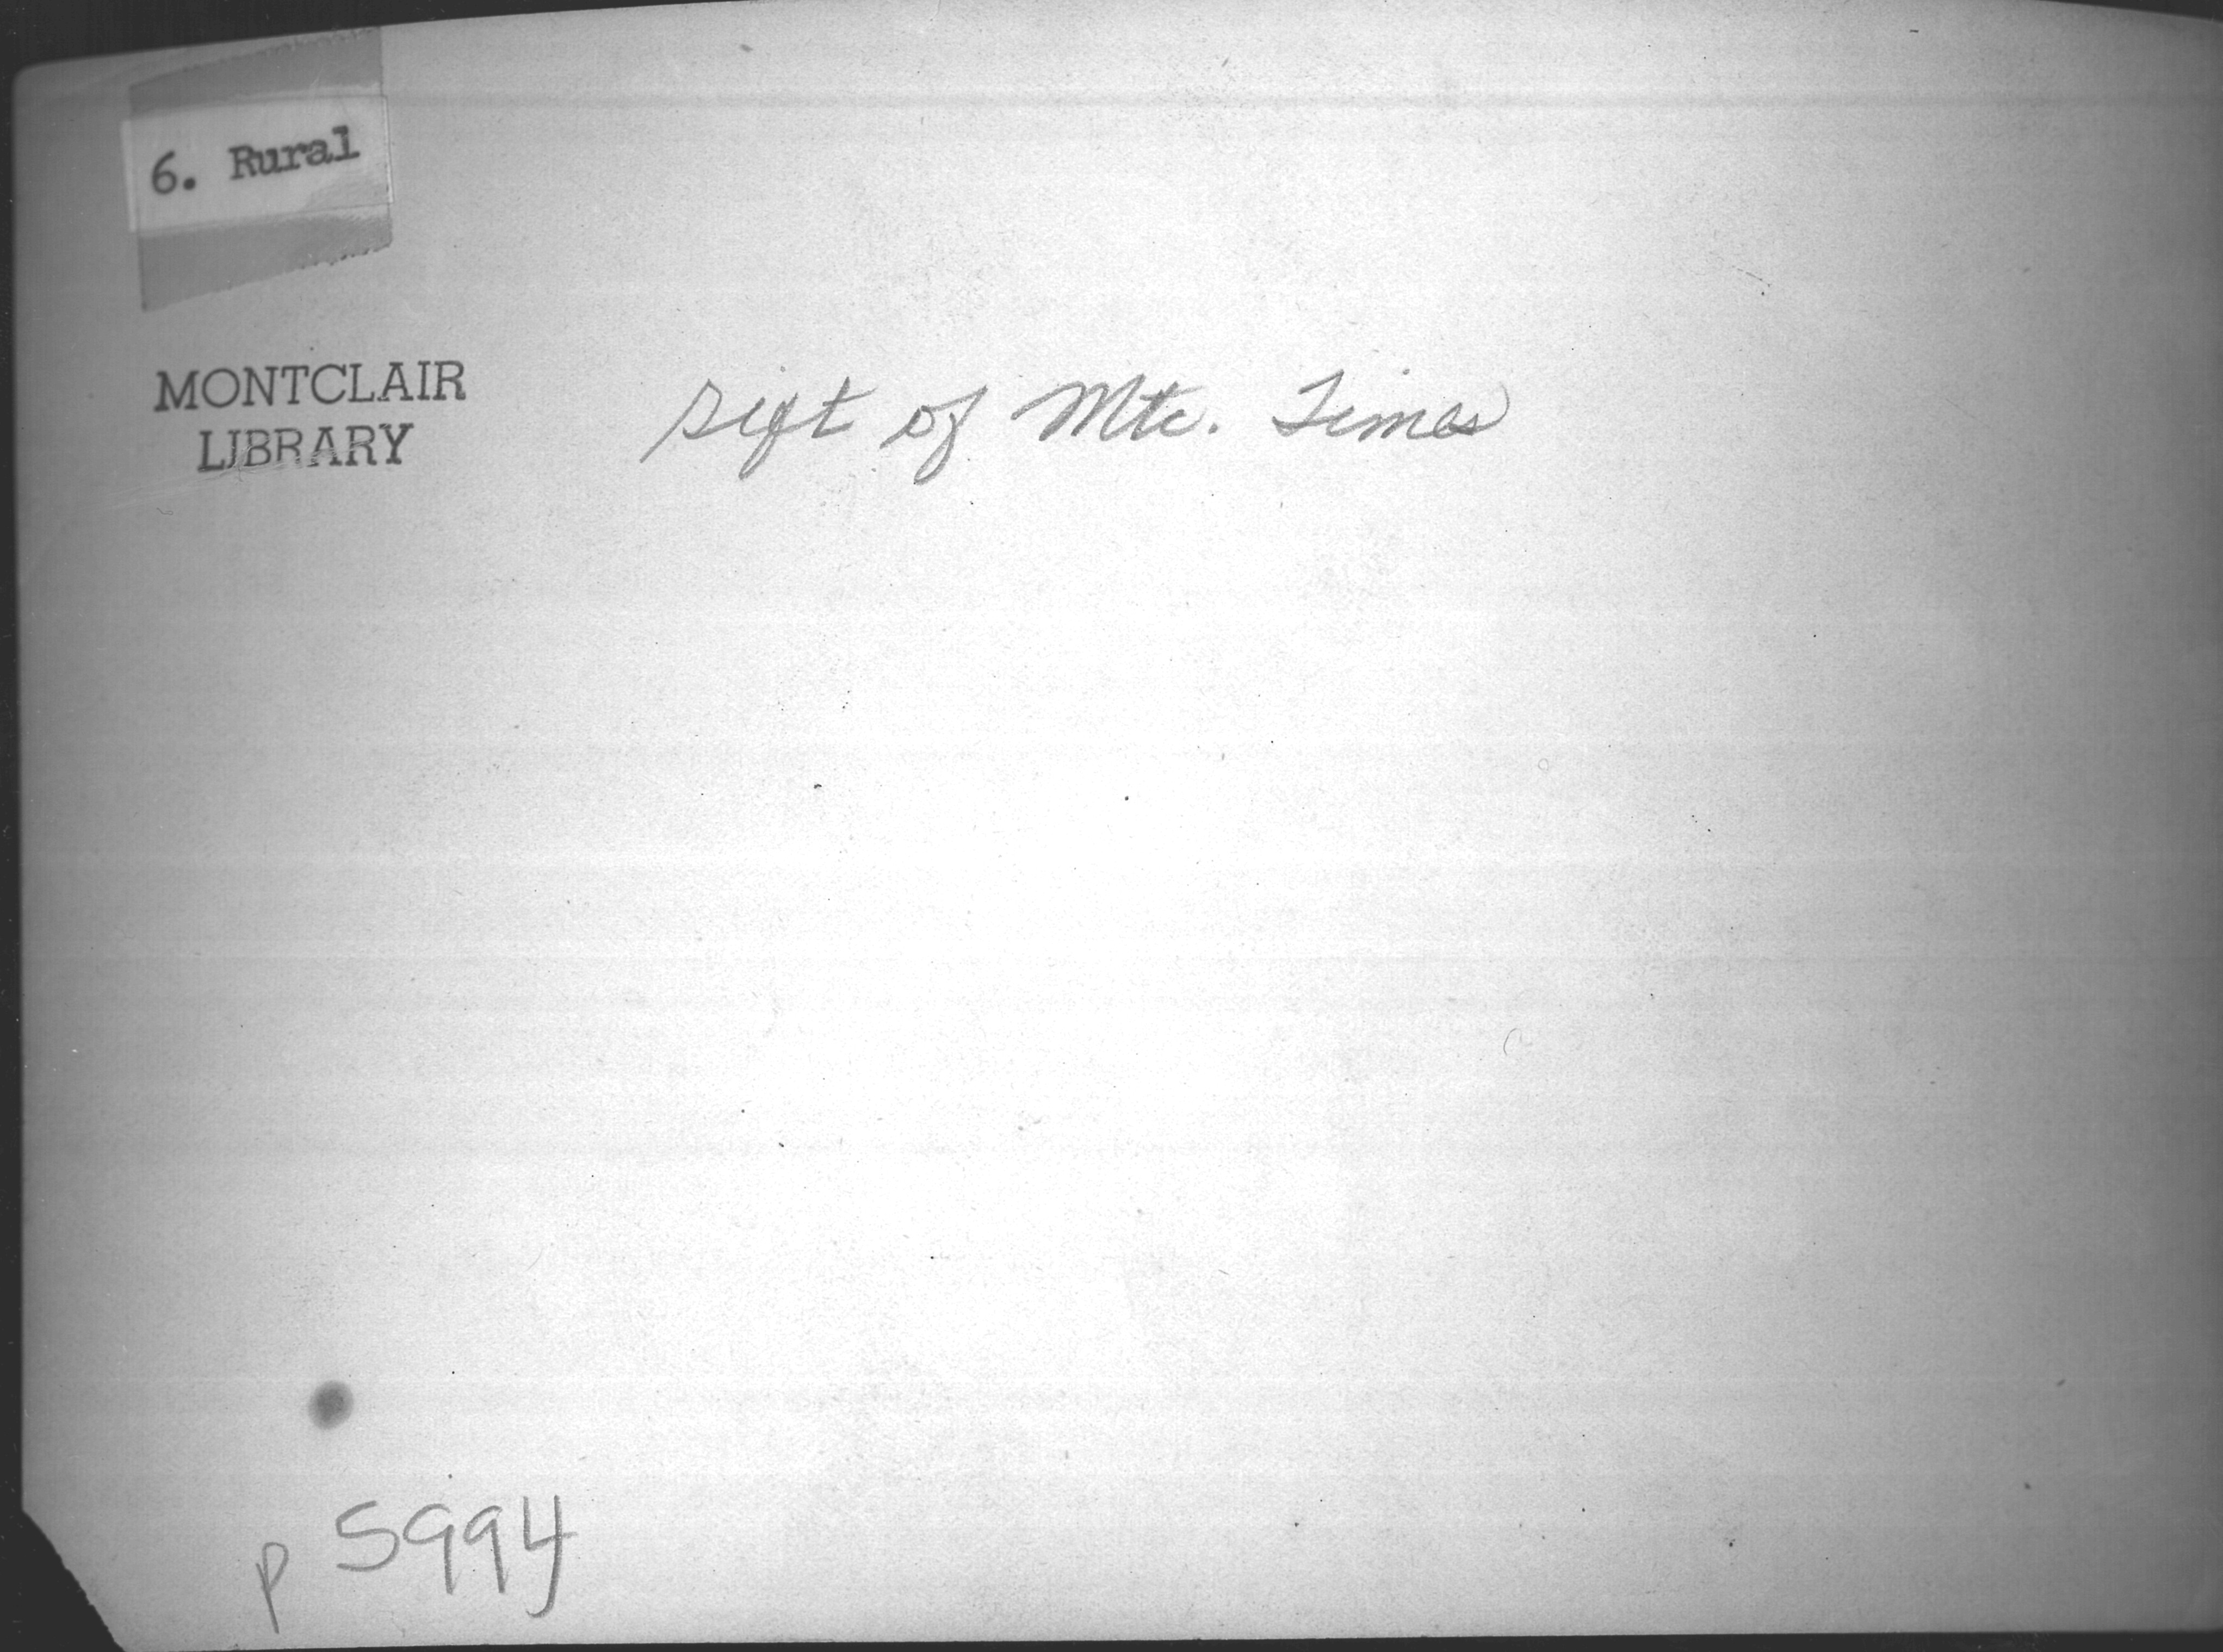 6. Rural
MONTCLAIR
LIBRARY
gift of Mtc. Times
p 5994